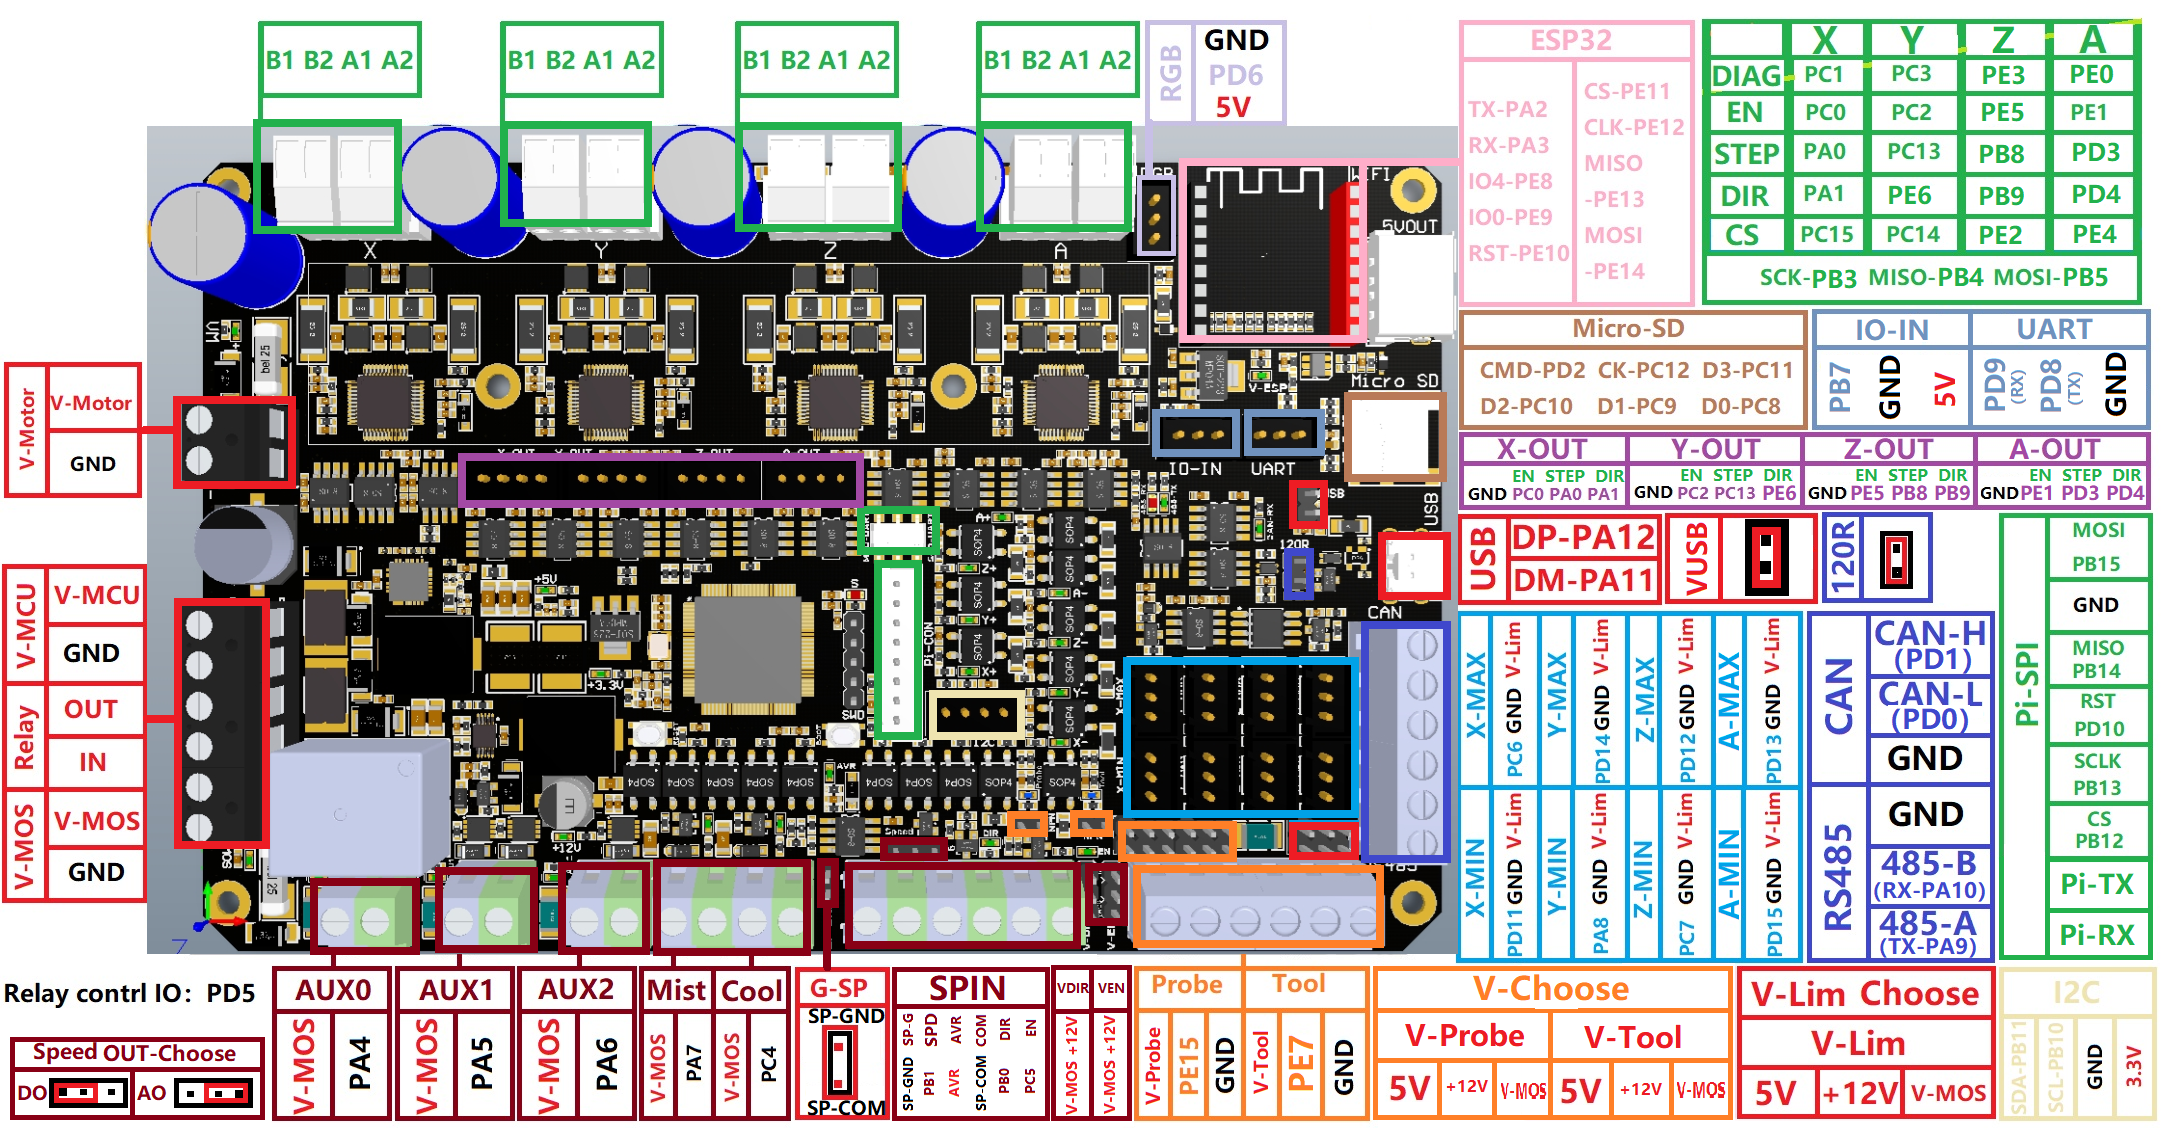 B1 B2 A1 A2
B1 B2 A1 A2
B1 B2 A1 A2
B1 B2 A1 A2
RGB
GND
PD6
5V
ESP32
TX-PA2
RX-PA3
IO4-PE8
IO0-PE9
RST-PE10
CS-PE11
CLK-PE12
MISO
-PE13
MOSI
-PE14
X Y Z A
DIAG PC1 PC3 PE3 PE0
EN PC0 PC2 PE5 PE1
STEP PA0 PC13 PB8 PD3
DIR PA1 PE6 PB9 PD4
CS PC15 PC14 PE2 PE4
SCK-PB3 MISO-PB4 MOSI-PB5
Micro-SD
CMD-PD2 CK-PC12 D3-PC11
D2-PC10 D1-PC9 D0-PC8
IO-IN
PB7
GND
5V
UART
PD9
(RX)
PD8
(TX)
GND
X-OUT Y-OUT Z-OUT A-OUT
EN STEP DIR
GND PC0 PA0 PA1
EN STEP DIR
GND PC2 PC13 PE6
EN STEP DIR
GND PE5 PB8 PB9
EN STEP DIR
GND PE1 PD3 PD4
USB
DP-PA12
DM-PA11
VUSB
120R
X-MAX
PC6 GND V-Lim
Y-MAX
PD14 GND V-Lim
Z-MAX
PD12 GND V-Lim
A-MAX
PD13 GND V-Lim
X-MIN
PD11 GND V-Lim
Y-MIN
PA8 GND V-Lim
Z-MIN
PC7 GND V-Lim
A-MIN
PD15 GND V-Lim
CAN
CAN-H
(PD1)
CAN-L
(PD0)
GND
RS485
GND
485-B
(RX-PA10)
485-A
(TX-PA9)
Pi-SPI
MOSI
PB15
GND
MISO
PB14
RST
PD10
SCLK
PB13
CS
PB12
Pi-TX
Pi-RX
V-Motor
V-Motor
GND
V-MCU
V-MCU
GND
Relay
OUT
IN
V-MOS
V-MOS
GND
X
Y
Z
A
WIFI
5VOUT
V-ESP
Micro SD
IO-IN
UART
USB
120R
CAN
VM
bel 25
+5V
+3.3V
+12V
SWD
Pi-CON
I2C
AVR
Speed
DIR
EN
A+
Z+
A-
Y+
Z-
X+
Y-
X-
X-MAX
X-MIN
SOP4
Z
Relay contrl IO: PD5
Speed OUT-Choose
DO
AO
AUX0
V-MOS
PA4
AUX1
V-MOS
PA5
AUX2
V-MOS
PA6
Mist
V-MOS
PA7
Cool
V-MOS
PC4
G-SP
SP-GND
SP-COM
SPIN
SP-GND SP-G
PB1 SPD
AVR AVR
SP-COM COM
PB0 DIR
PC5 EN
VDIR
V-MOS +12V
VEN
V-MOS +12V
Probe
V-Probe
PE15
GND
Tool
V-Tool
PE7
GND
V-Choose
V-Probe V-Tool
5V +12V V-MOS 5V +12V V-MOS
V-Lim Choose
V-Lim
5V +12V V-MOS
I2C
SDA-PB11
SCL-PB10
GND
3.3V